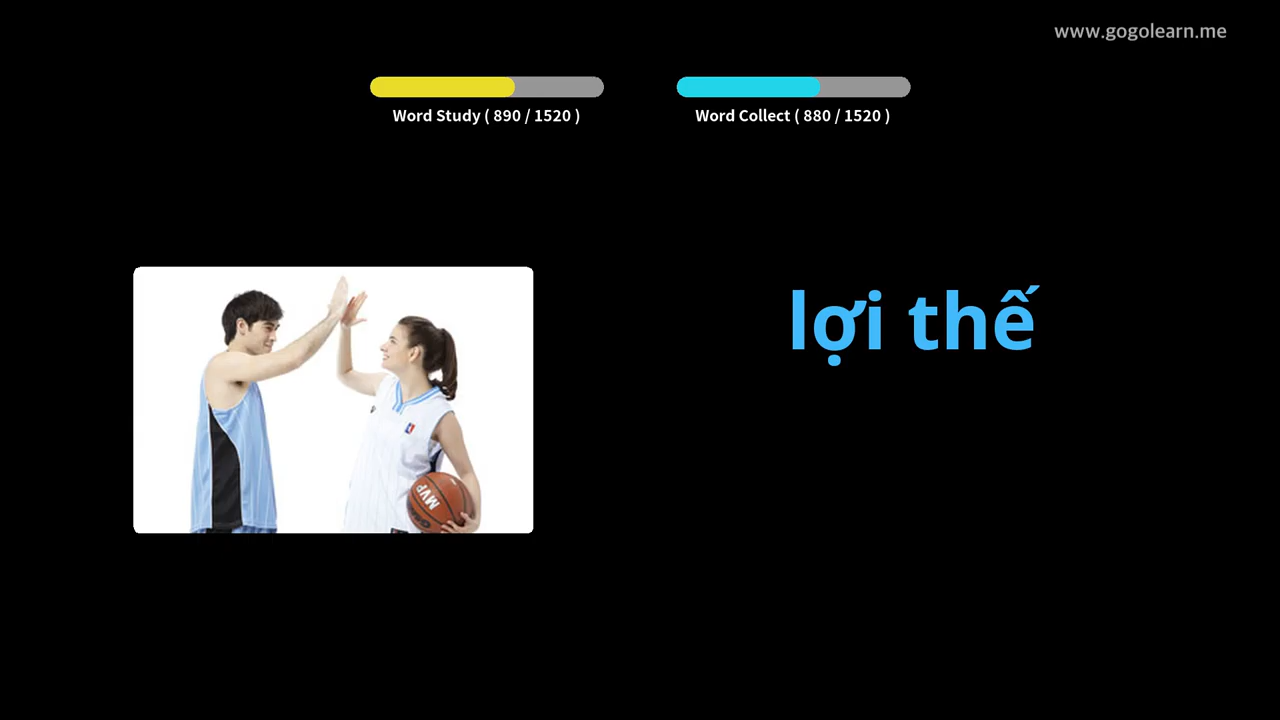 www.gogolearn.me
Word Study ( 890 / 1520 )
Word Collect ( 880 / 1520 )
lợi thế
MVP